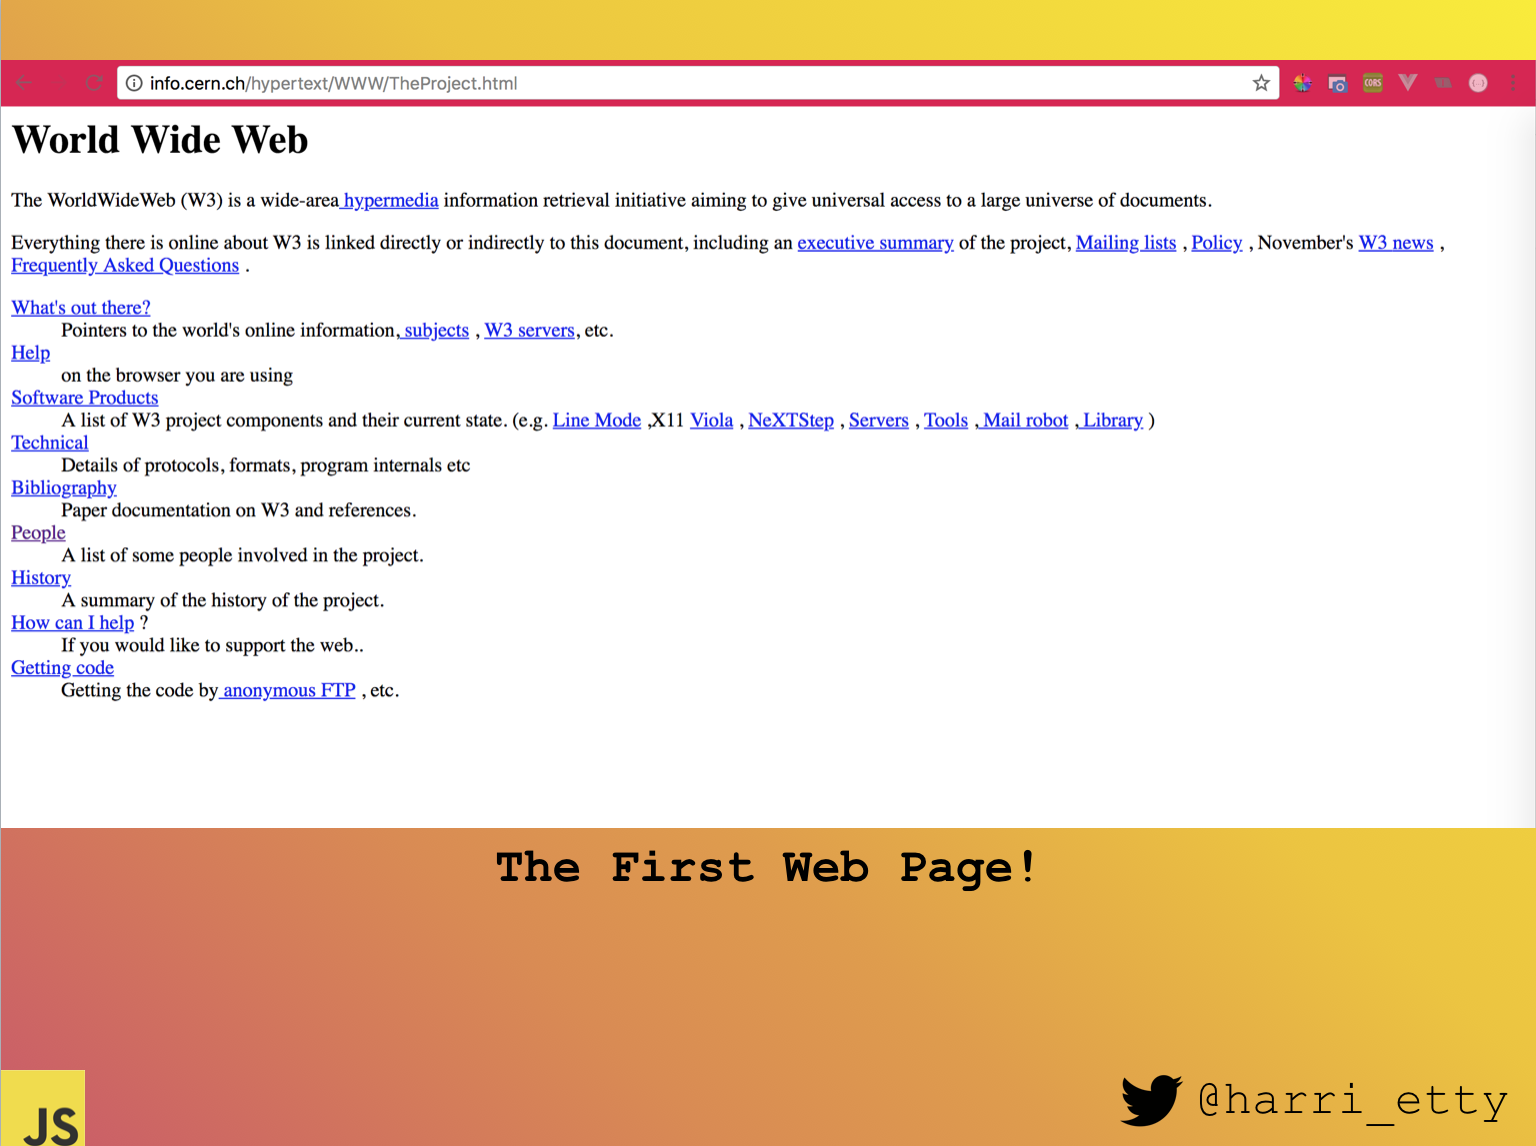 info.cern.ch/hypertext/WWW/TheProject.html
CORS
World Wide Web
The WorldWideWeb (W3) is a wide-area hypermedia information retrieval initiative aiming to give universal access to a large universe of documents.
Everything there is online about W3 is linked directly or indirectly to this document, including an executive summary of the project, Mailing lists , Policy , November's W3 news ,
Frequently Asked Questions .
What's out there?
Pointers to the world's online information, subjects , W3 servers, etc.
Help
on the browser you are using
Software Products
A list of W3 project components and their current state. (e.g. Line Mode ,X11 Viola , NeXTStep , Servers , Tools , Mail robot , Library )
Technical
Details of protocols, formats, program internals etc
Bibliography
Paper documentation on W3 and references.
People
A list of some people involved in the project.
History
A summary of the history of the project.
How can I help ?
If you would like to support the web..
Getting code
Getting the code by anonymous FTP , etc.
The First Web Page!
JS
@harri_etty